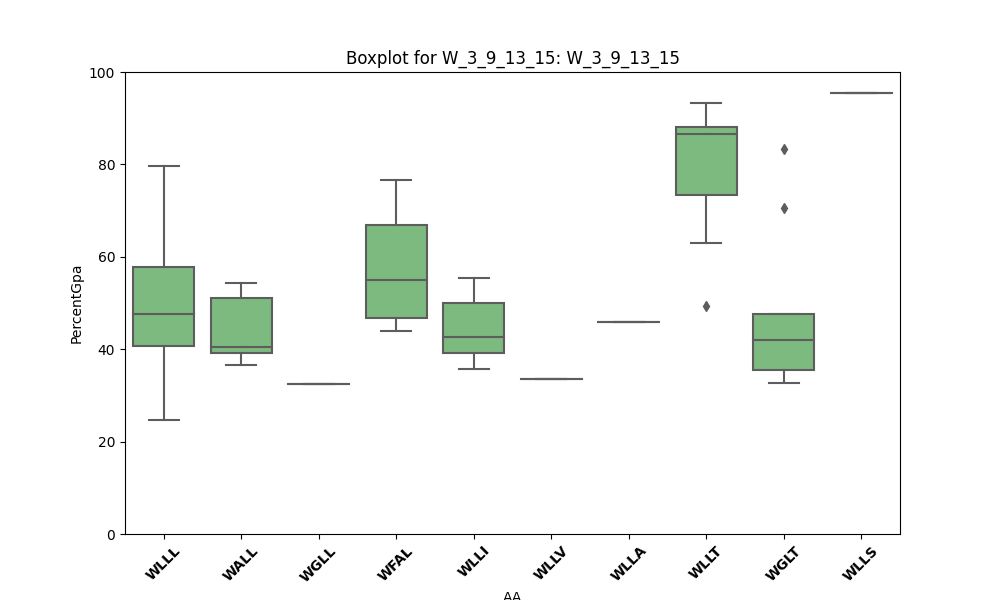 Boxplot for W_3_9_13_15: W_3_9_13_15
100
80
60
40
20
0
PercentGpa
WLLL
WALL
WGLL
WFAL
WLLI
WLLV
WLLA
WLLT
WGLT
WLLS
AA